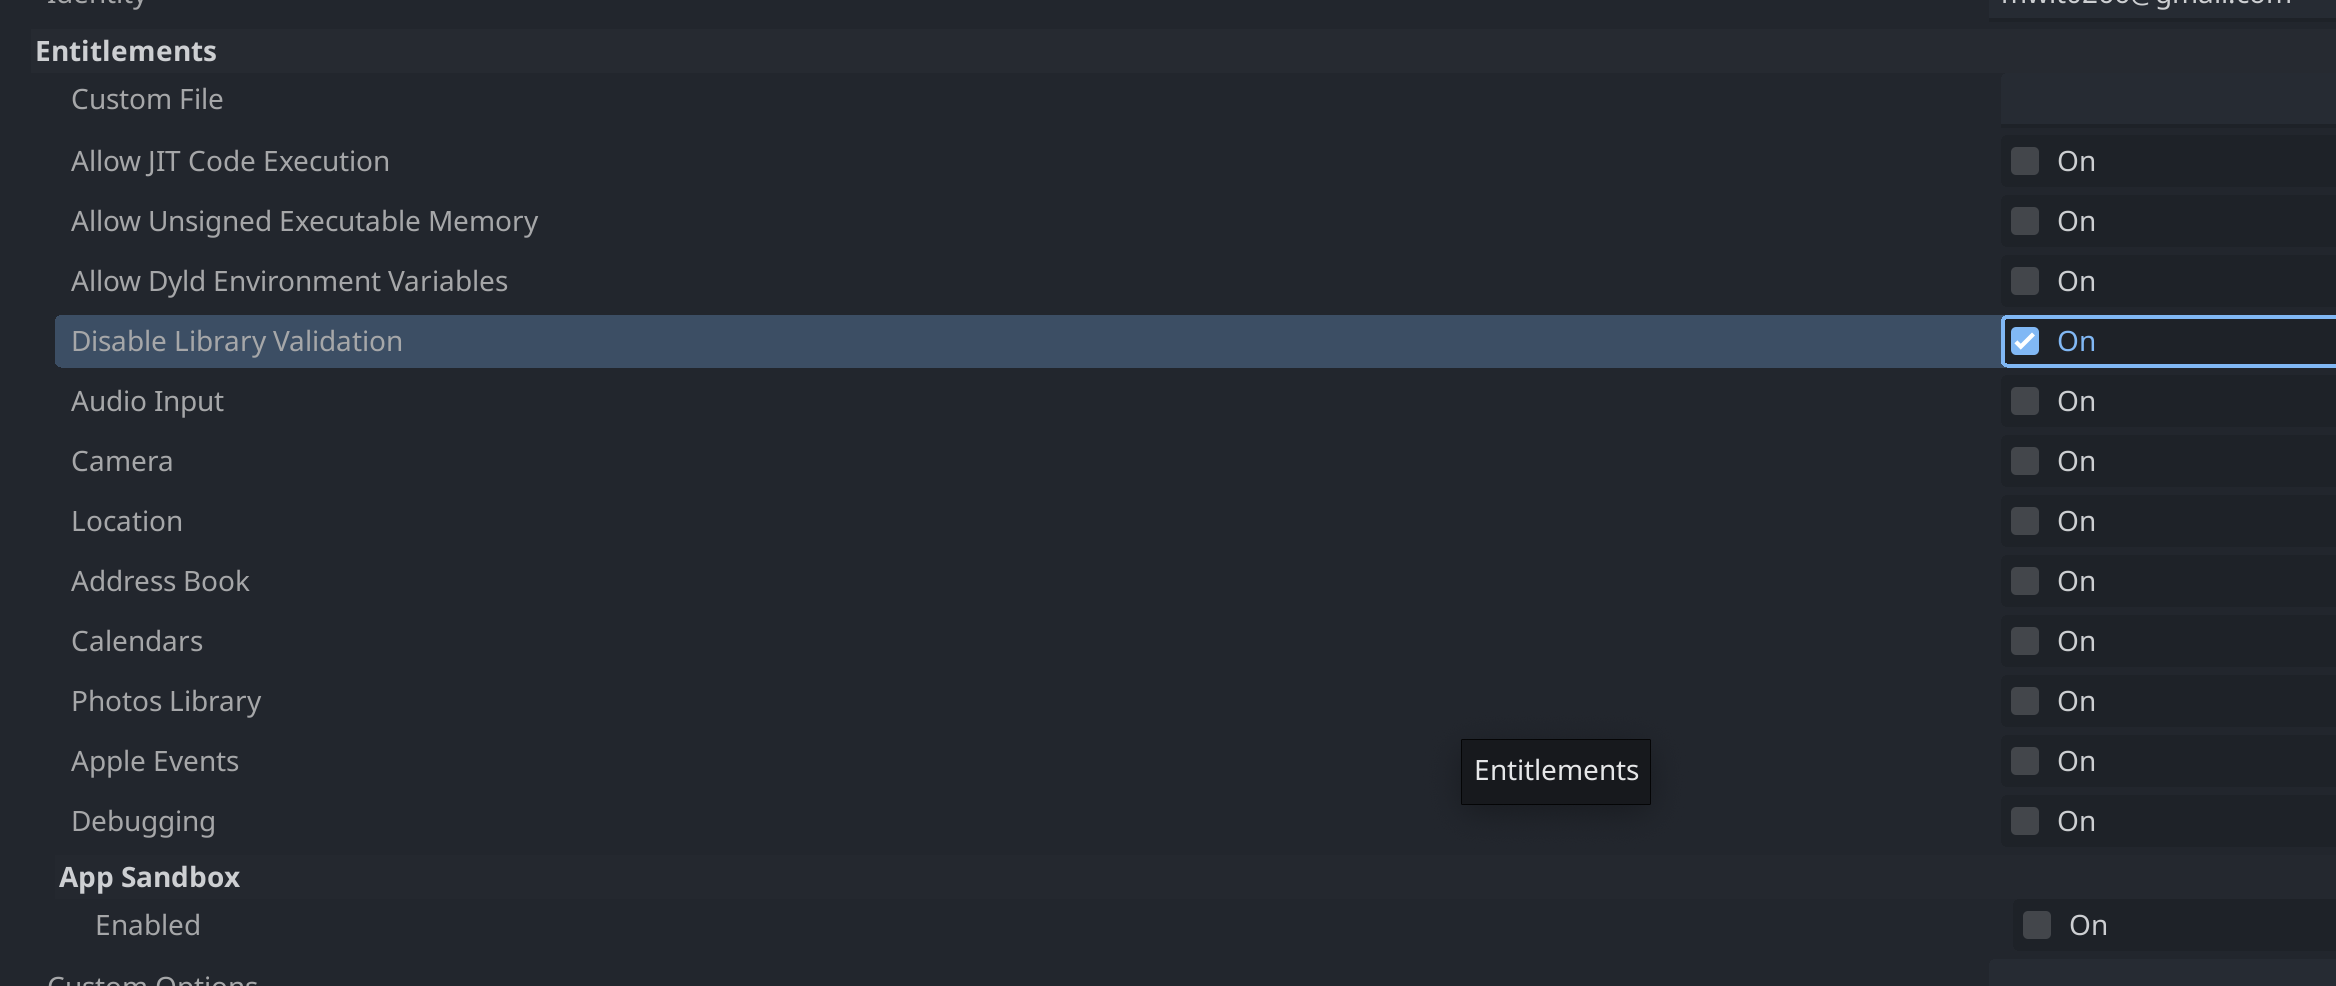 Identity
Entitlements
Custom File
Allow JIT Code Execution On
Allow Unsigned Executable Memory On
Allow Dyld Environment Variables On
Disable Library Validation On
Audio Input On
Camera On
Location On
Address Book On
Calendars On
Photos Library On
Apple Events On
Entitlements
Debugging On
App Sandbox
Enabled On
Custom Options